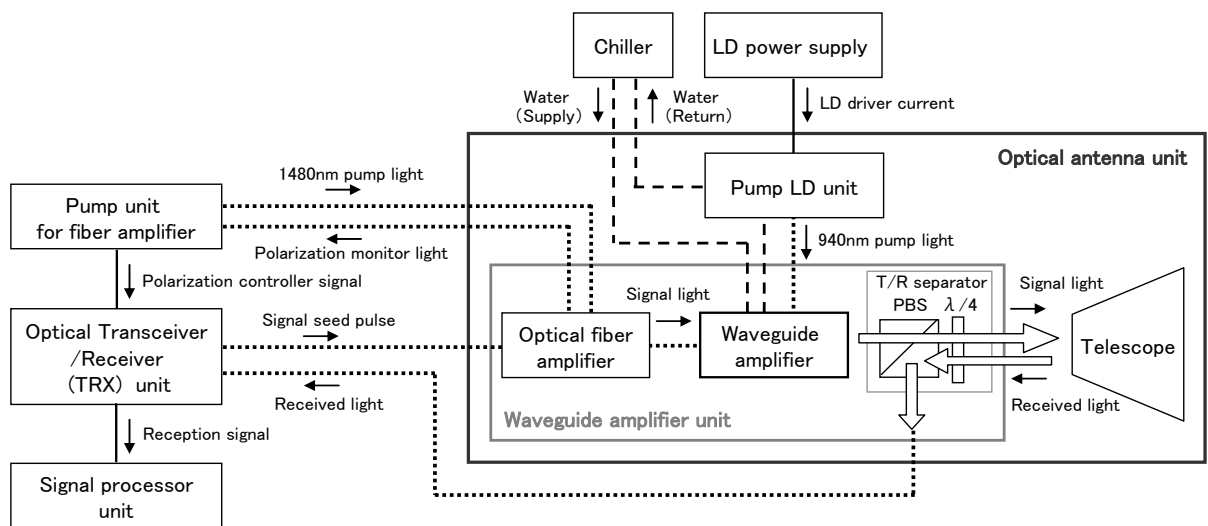 Chiller
LD power supply
Water
(Supply)
Water
(Return)
LD driver current
Optical antenna unit
1480nm pump light
Pump LD unit
Pump unit
for fiber amplifier
Polarization monitor light
940nm pump light
Polarization controller signal
T/R separator
PBS λ/4
Signal light
Signal light
Optical Transceiver
/Receiver
(TRX) unit
Signal seed pulse
Optical fiber
amplifier
Waveguide
amplifier
Telescope
Received light
Received light
Waveguide amplifier unit
Reception signal
Signal processor
unit